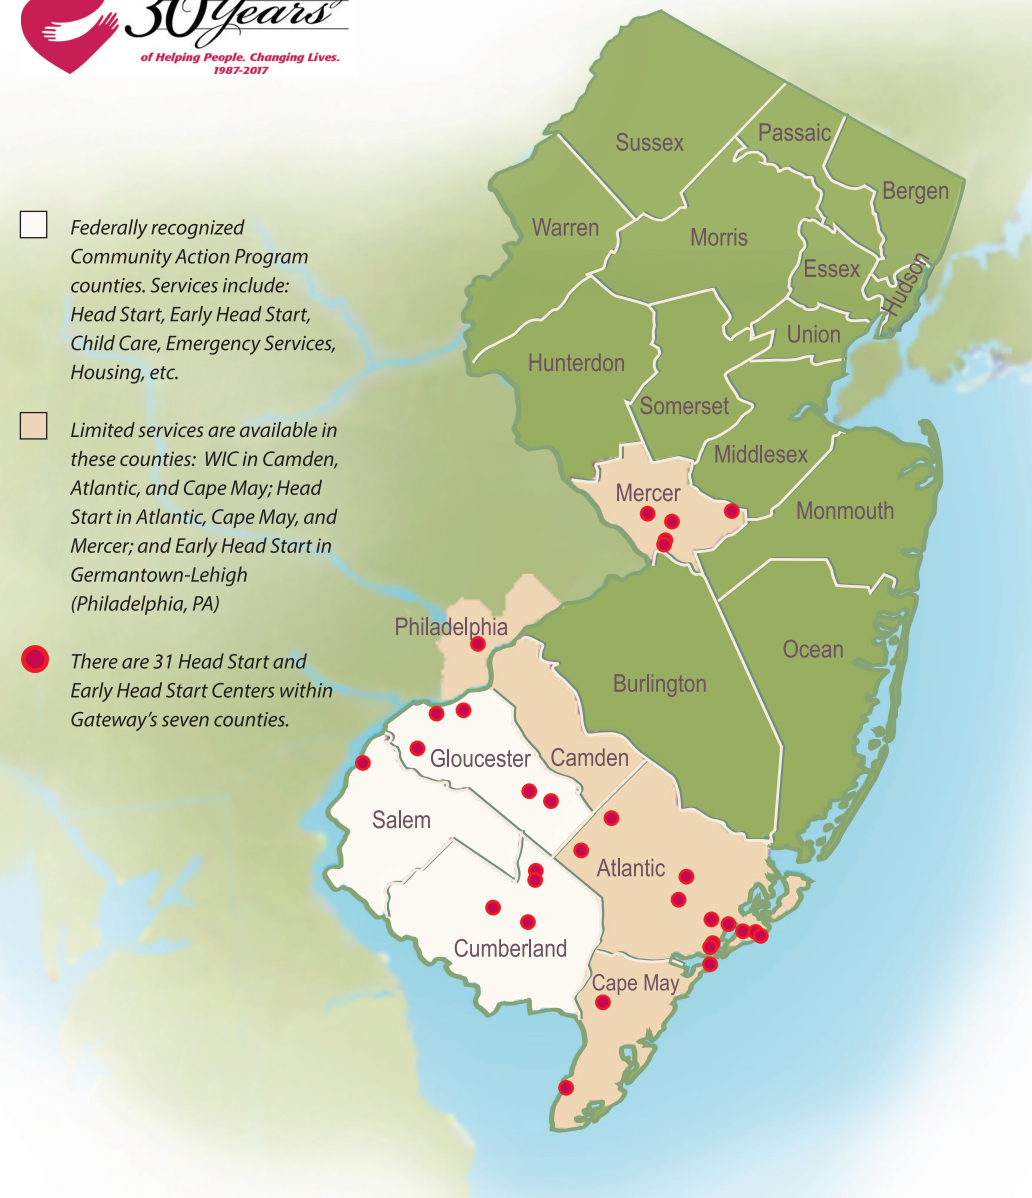 30 Years
of Helping People. Changing Lives.
1987-2017
Federally recognized
Community Action Program
counties. Services include:
Head Start, Early Head Start,
Child Care, Emergency Services,
Housing, etc.
Limited services are available in
these counties:  WIC in Camden,
Atlantic, and Cape May; Head
Start in Atlantic, Cape May, and
Mercer; and Early Head Start in
Germantown-Lehigh
(Philadelphia, PA)
There are 31 Head Start and
Early Head Start Centers within
Gateway’s seven counties.
Sussex
Passaic
Bergen
Warren
Morris
Essex
Hudson
Union
Hunterdon
Somerset
Middlesex
Mercer
Monmouth
Philadelphia
Ocean
Burlington
Gloucester
Camden
Salem
Atlantic
Cumberland
Cape May